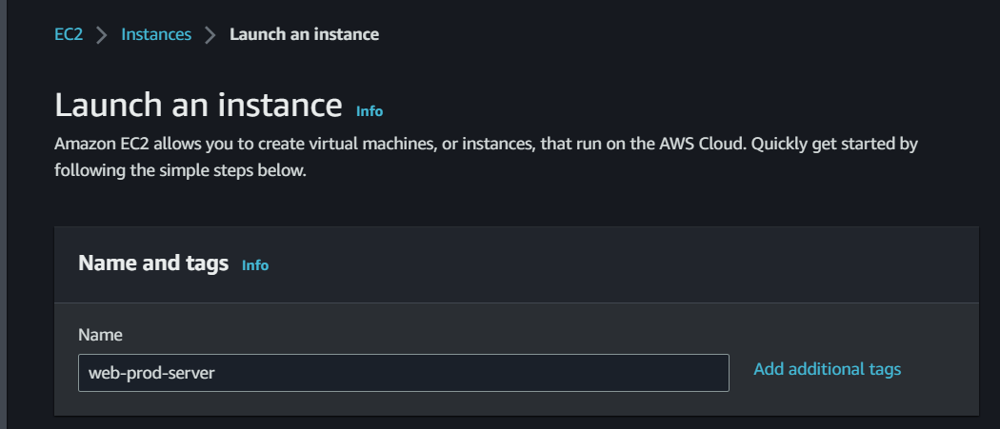 EC2 > Instances > Launch an instance
Launch an instance Info
Amazon EC2 allows you to create virtual machines, or instances, that run on the AWS Cloud. Quickly get started by
following the simple steps below.
Name and tags Info
Name
web-prod-server Add additional tags